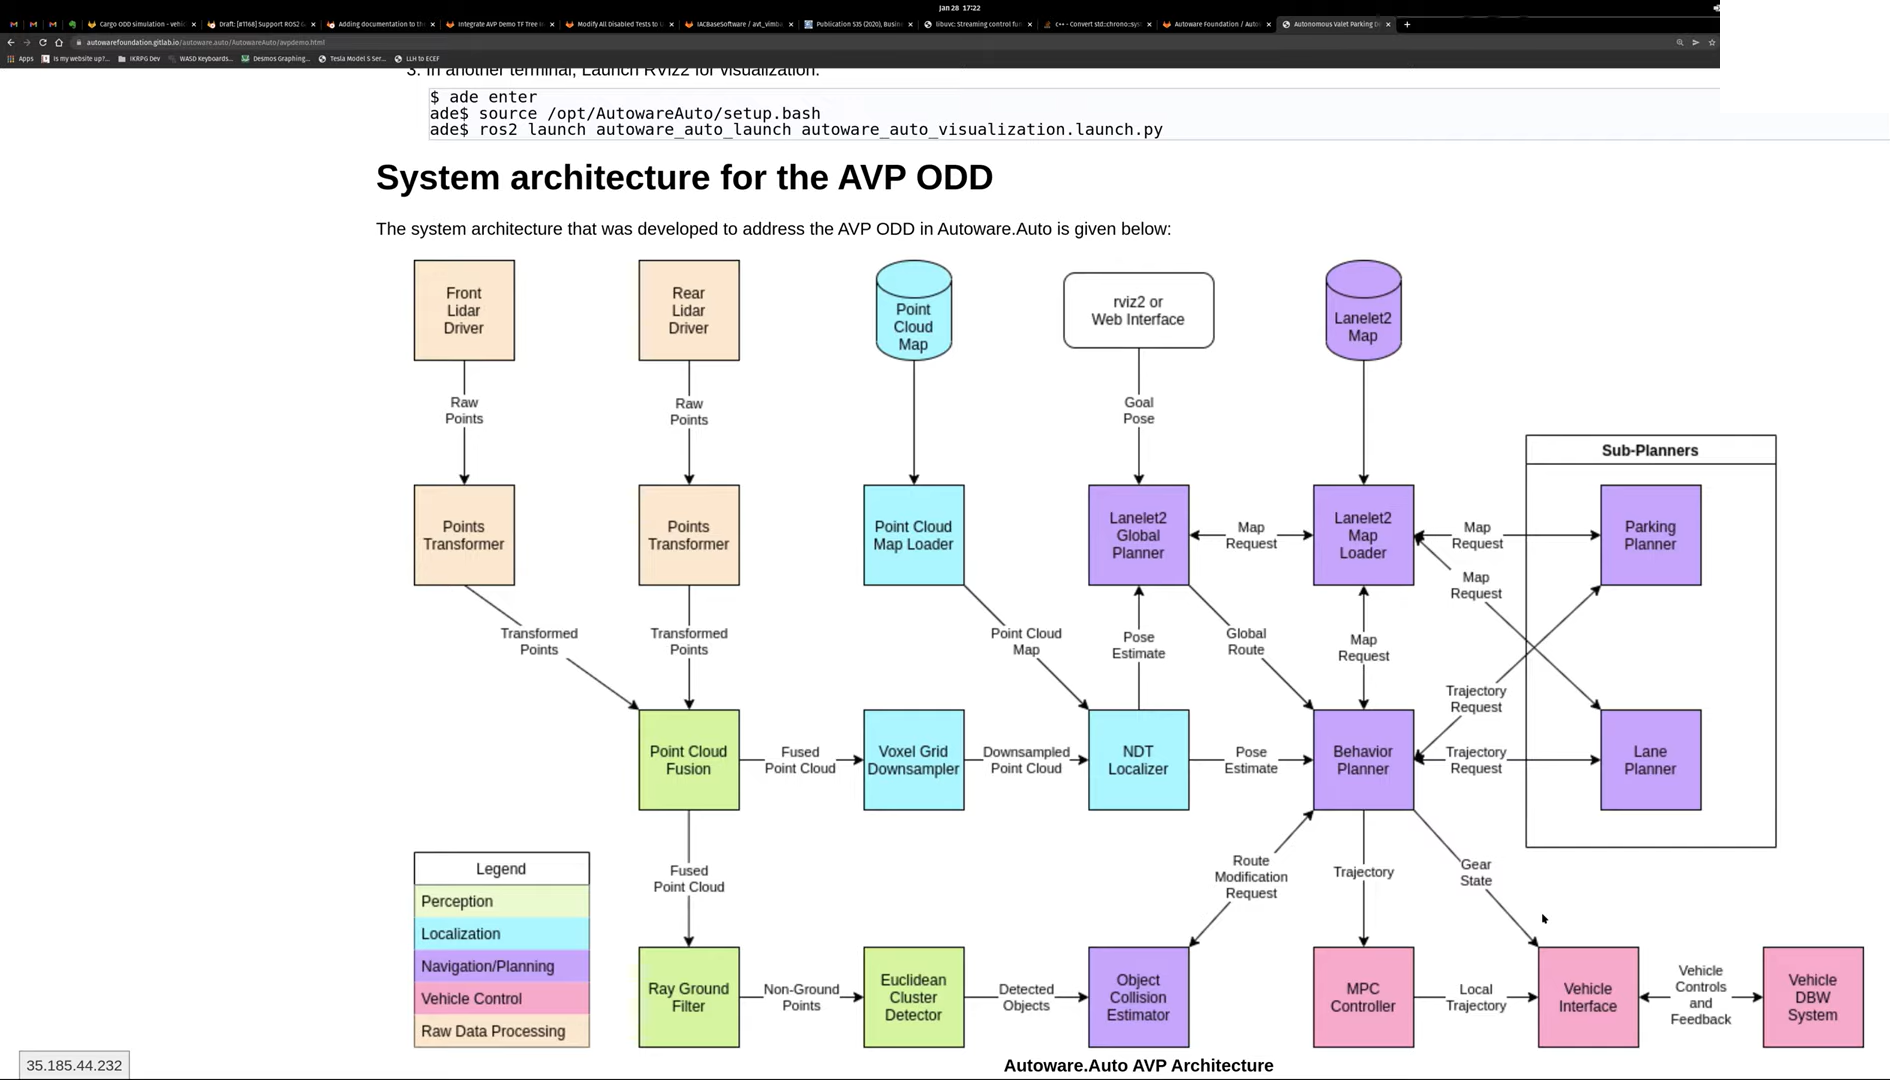 Jan 28 17:22
Cargo ODD simulation - vehic
Draft: [#1168] Support ROS2 G
Adding documentation to the
Integrate AVP Demo TF Tree i
Modify All Disabled Tests to U
IACBaseSoftware / avt_vimba
Publication 535 (2020), Busin
libuvc: Streaming control fu
c++ - Convert std::chrono::sys
Autoware Foundation / Autow
Autonomous Valet Parking D
autowarefoundation.gitlab.io/autoware.auto/AutowareAuto/avpdemo.html
Apps
Is my website up?...
IKRPG Dev
WASD Keyboards...
Desmos Graphing...
Tesla Model S Ser...
LLH to ECEF
3. In another terminal, Launch RViz2 for visualization:
$ ade enter
ade$ source /opt/AutowareAuto/setup.bash
ade$ ros2 launch autoware_auto_launch autoware_auto_visualization.launch.py
System architecture for the AVP ODD
The system architecture that was developed to address the AVP ODD in Autoware.Auto is given below:
Front
Lidar
Driver
Rear
Lidar
Driver
Point
Cloud
Map
rviz2 or
Web Interface
Lanelet2
Map
Raw
Points
Raw
Points
Goal
Pose
Sub-Planners
Points
Transformer
Points
Transformer
Point Cloud
Map Loader
Lanelet2
Global
Planner
Map
Request
Lanelet2
Map
Loader
Map
Request
Parking
Planner
Map
Request
Transformed
Points
Transformed
Points
Point Cloud
Map
Pose
Estimate
Global
Route
Map
Request
Trajectory
Request
Point Cloud
Fusion
Fused
Point Cloud
Voxel Grid
Downsampler
Downsampled
Point Cloud
NDT
Localizer
Pose
Estimate
Behavior
Planner
Trajectory
Request
Lane
Planner
Legend
Perception
Localization
Navigation/Planning
Vehicle Control
Raw Data Processing
Fused
Point Cloud
Route
Modification
Request
Trajectory
Gear
State
Ray Ground
Filter
Non-Ground
Points
Euclidean
Cluster
Detector
Detected
Objects
Object
Collision
Estimator
MPC
Controller
Local
Trajectory
Vehicle
Interface
Vehicle
Controls
and
Feedback
Vehicle
DBW
System
35.185.44.232
Autoware.Auto AVP Architecture